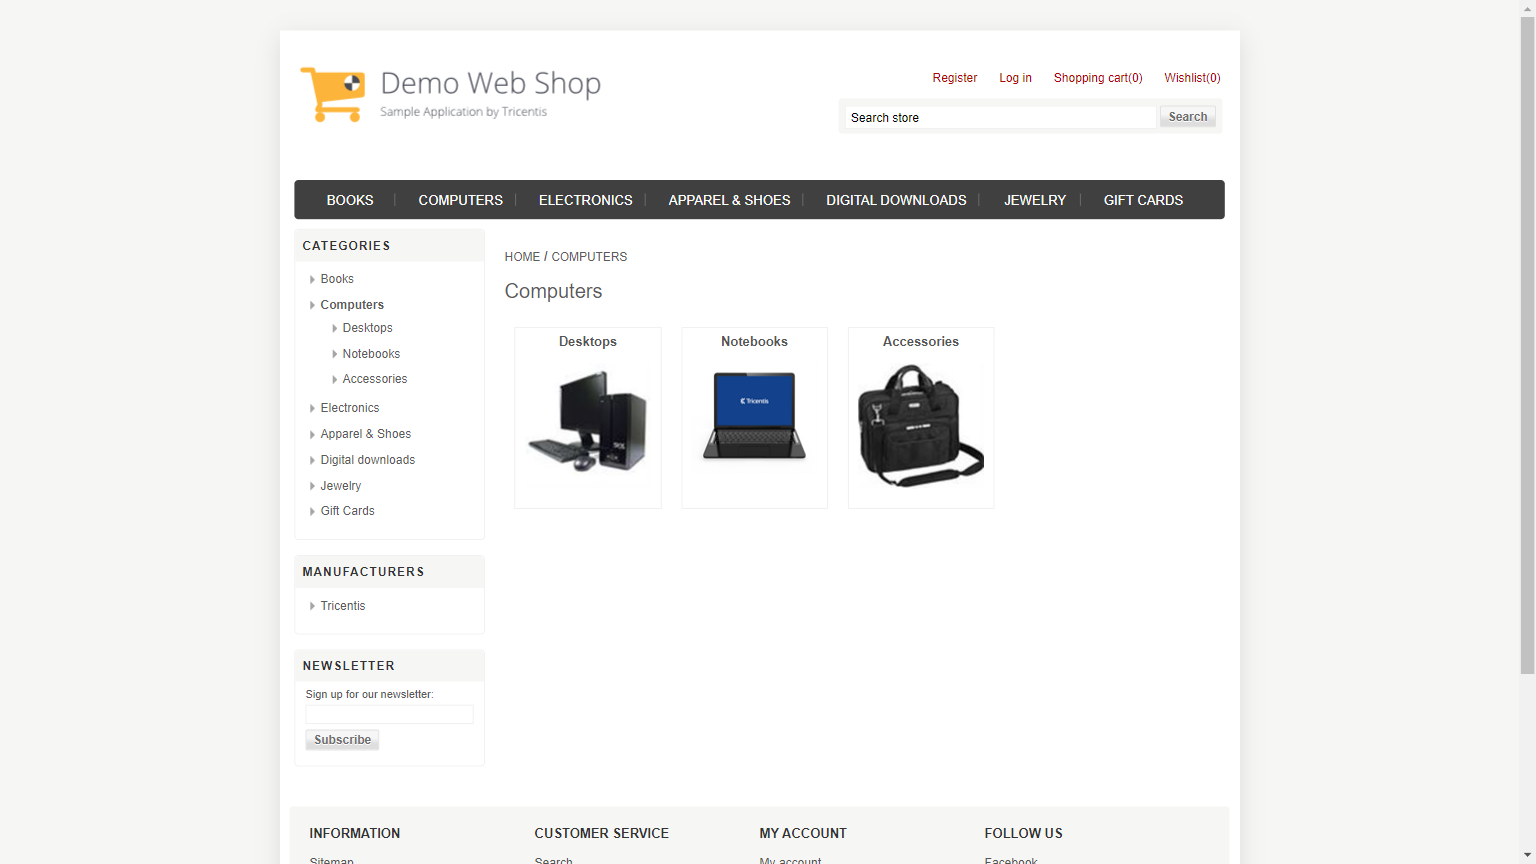 Demo Web Shop
Sample Application by Tricentis
Register Log in Shopping cart(0) Wishlist(0)
Search store Search
BOOKS COMPUTERS ELECTRONICS APPAREL & SHOES DIGITAL DOWNLOADS JEWELRY GIFT CARDS
CATEGORIES
Books
Computers
Desktops
Notebooks
Accessories
Electronics
Apparel & Shoes
Digital downloads
Jewelry
Gift Cards
MANUFACTURERS
Tricentis
NEWSLETTER
Sign up for our newsletter:
Subscribe
HOME / COMPUTERS
Computers
Desktops
Notebooks
Tricentis
Accessories
INFORMATION
Sitemap
CUSTOMER SERVICE
Search
MY ACCOUNT
My account
FOLLOW US
Facebook